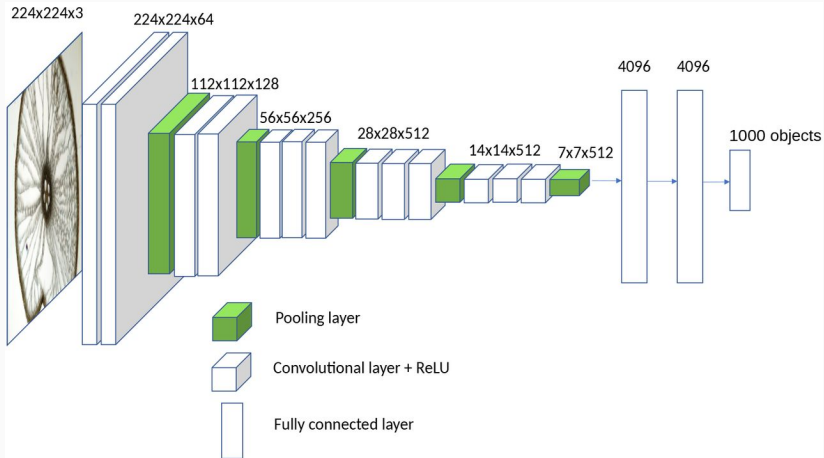 224x224x3
224x224x64
112x112x128
56x56x256
28x28x512
14x14x512
7x7x512
4096
4096
1000 objects
Pooling layer
Convolutional layer + ReLU
Fully connected layer